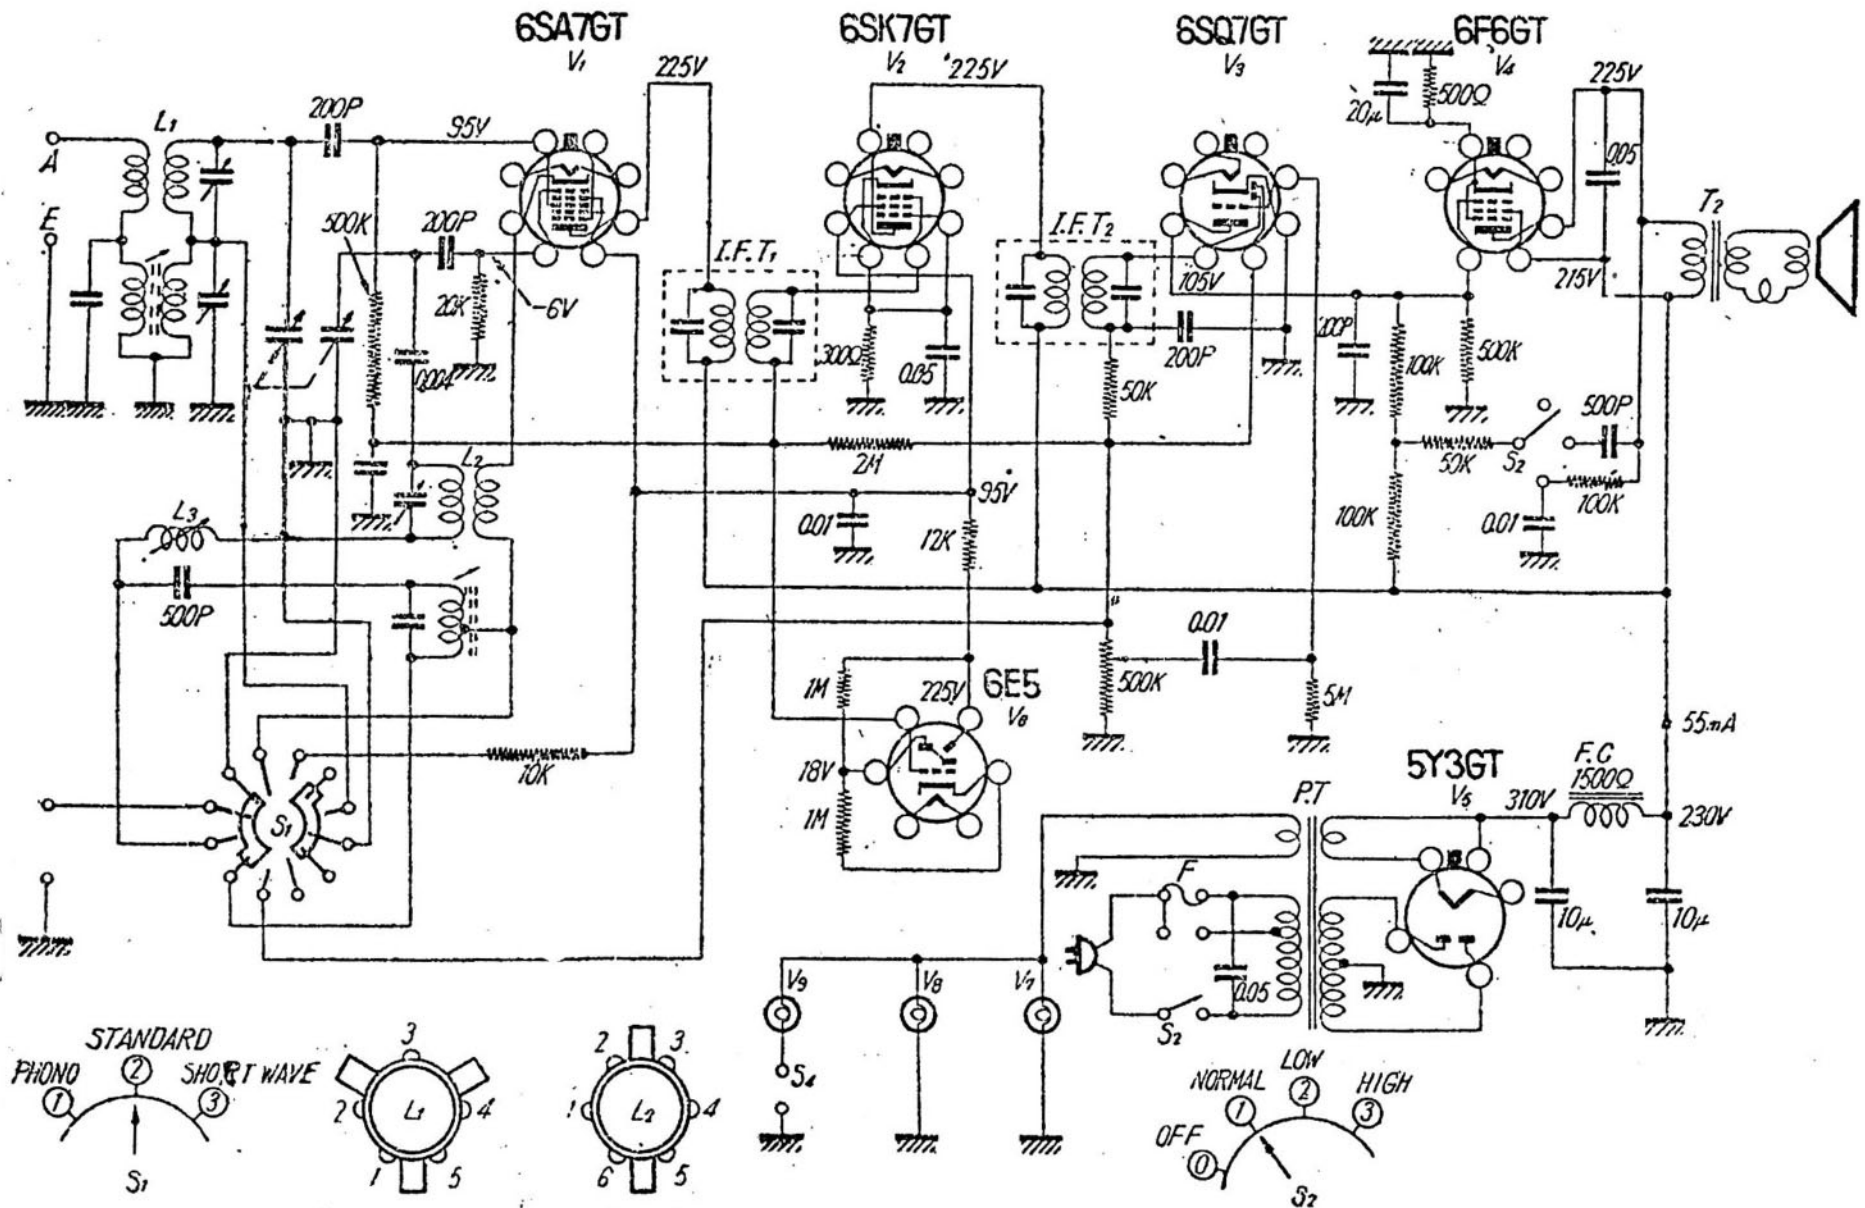 6SA7GT
6SK7GT
6SQ7GT
6F6GT
V1
V2
V3
V4
225V
225V
225V
L1
200P
95V
A
E
20μ
500Ω
0.05
T2
500K
200P
20K
-6V
I.F.T1
I.F.T2
105V
215V
300Ω
0.05
200P
100K
500K
0.004
50K
500P
L2
2M
50K
S2
100K
95V
L3
0.01
12K
100K
0.01
500P
0.01
1M
225V
6E5
V6
500K
5M
55mA
10K
18V
5Y3GT
V5
F.C
1500Ω
P.T
310V
230V
S1
1M
F
10μ
10μ
V9
V8
V7
0.05
S2
S4
PHONO
STANDARD
SHORT WAVE
1
2
3
S1
L1
1
2
3
4
5
L2
1
2
3
4
5
6
OFF
NORMAL
LOW
HIGH
0
1
2
3
S2